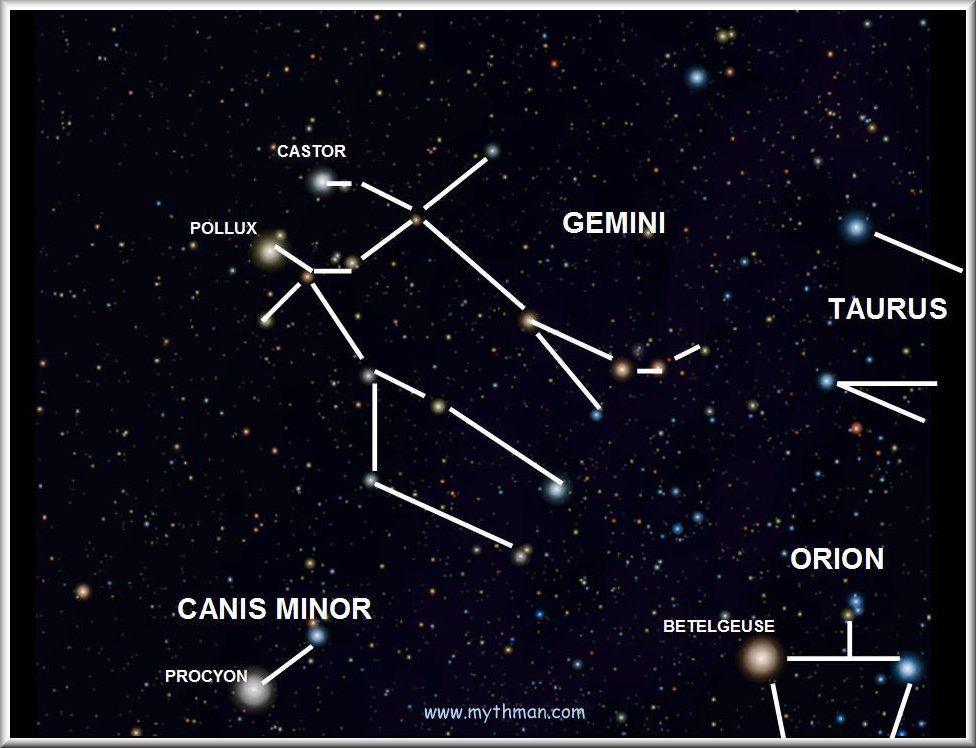 CASTOR
POLLUX
GEMINI
TAURUS
ORION
CANIS MINOR
BETELGEUSE
PROCYON
www.mythman.com